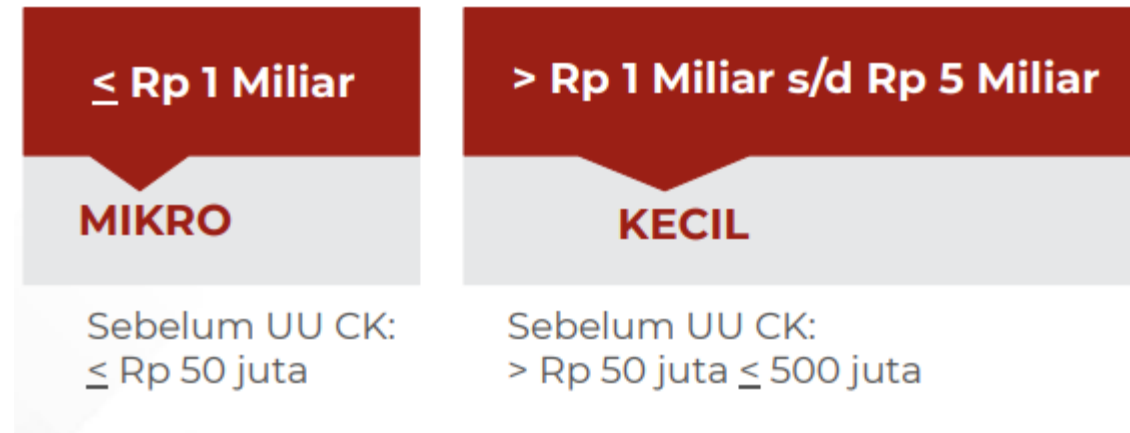 ≤ Rp 1 Miliar
MIKRO
Sebelum UU CK:
≤ Rp 50 juta
> Rp 1 Miliar s/d Rp 5 Miliar
KECIL
Sebelum UU CK:
> Rp 50 juta ≤ 500 juta